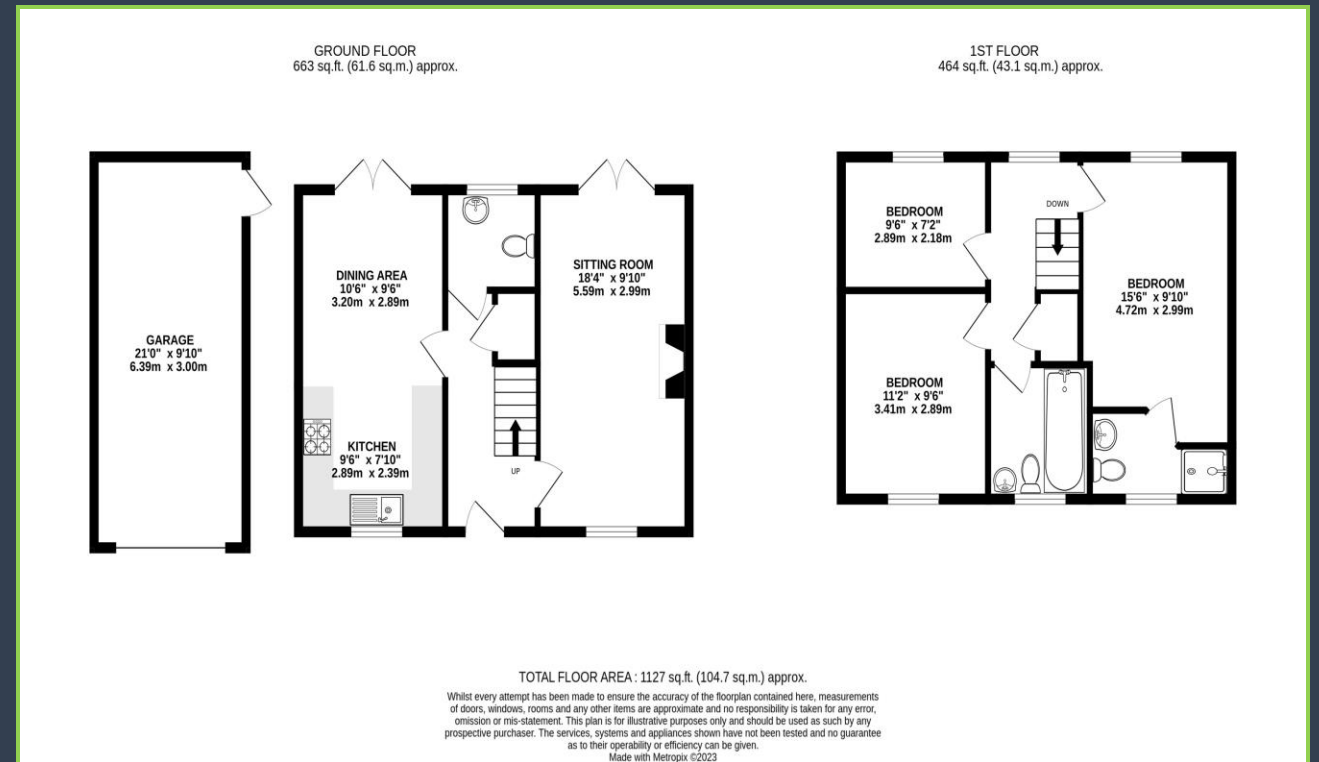 GROUND FLOOR
663 sq.ft. (61.6 sq.m.) approx.
1ST FLOOR
464 sq.ft. (43.1 sq.m.) approx.
GARAGE
21'0" x 9'10"
6.39m x 3.00m
DINING AREA
10'6" x 9'6"
3.20m x 2.89m
KITCHEN
9'6" x 7'10"
2.89m x 2.39m
UP
SITTING ROOM
18'4" x 9'10"
5.59m x 2.99m
BEDROOM
9'6" x 7'2"
2.89m x 2.18m
DOWN
BEDROOM
15'6" x 9'10"
4.72m x 2.99m
BEDROOM
11'2" x 9'6"
3.41m x 2.89m
TOTAL FLOOR AREA : 1127 sq.ft. (104.7 sq.m.) approx.
Whilst every attempt has been made to ensure the accuracy of the floorplan contained here, measurements
of doors, windows, rooms and any other items are approximate and no responsibility is taken for any error,
omission or mis-statement. This plan is for illustrative purposes only and should be used as such by any
prospective purchaser. The services, systems and appliances shown have not been tested and no guarantee
as to their operability or efficiency can be given.
Made with Metropix ©2023